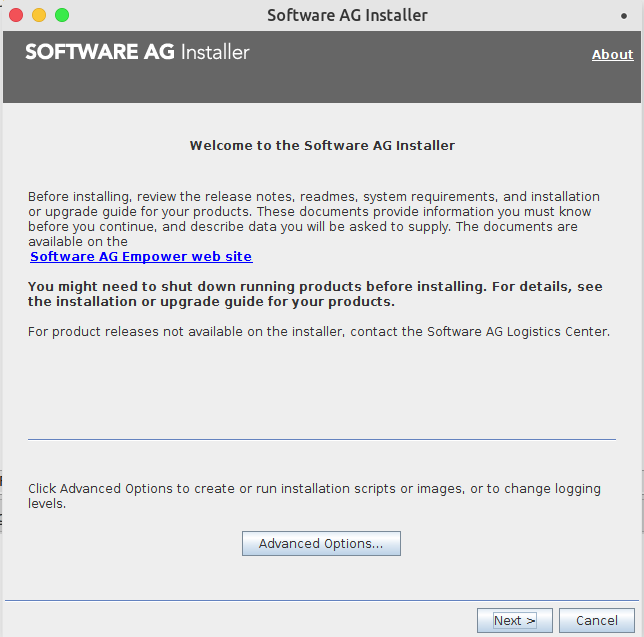 Software AG Installer
SOFTWARE AG Installer
About
Welcome to the Software AG Installer
Before installing, review the release notes, readmes, system requirements, and installation
or upgrade guide for your products. These documents provide information you must know
before you continue, and describe data you will be asked to supply. The documents are
available on the
Software AG Empower web site
You might need to shut down running products before installing. For details, see
the installation or upgrade guide for your products.
For product releases not available on the installer, contact the Software AG Logistics Center.
Click Advanced Options to create or run installation scripts or images, or to change logging
levels.
Advanced Options...
Next >
Cancel